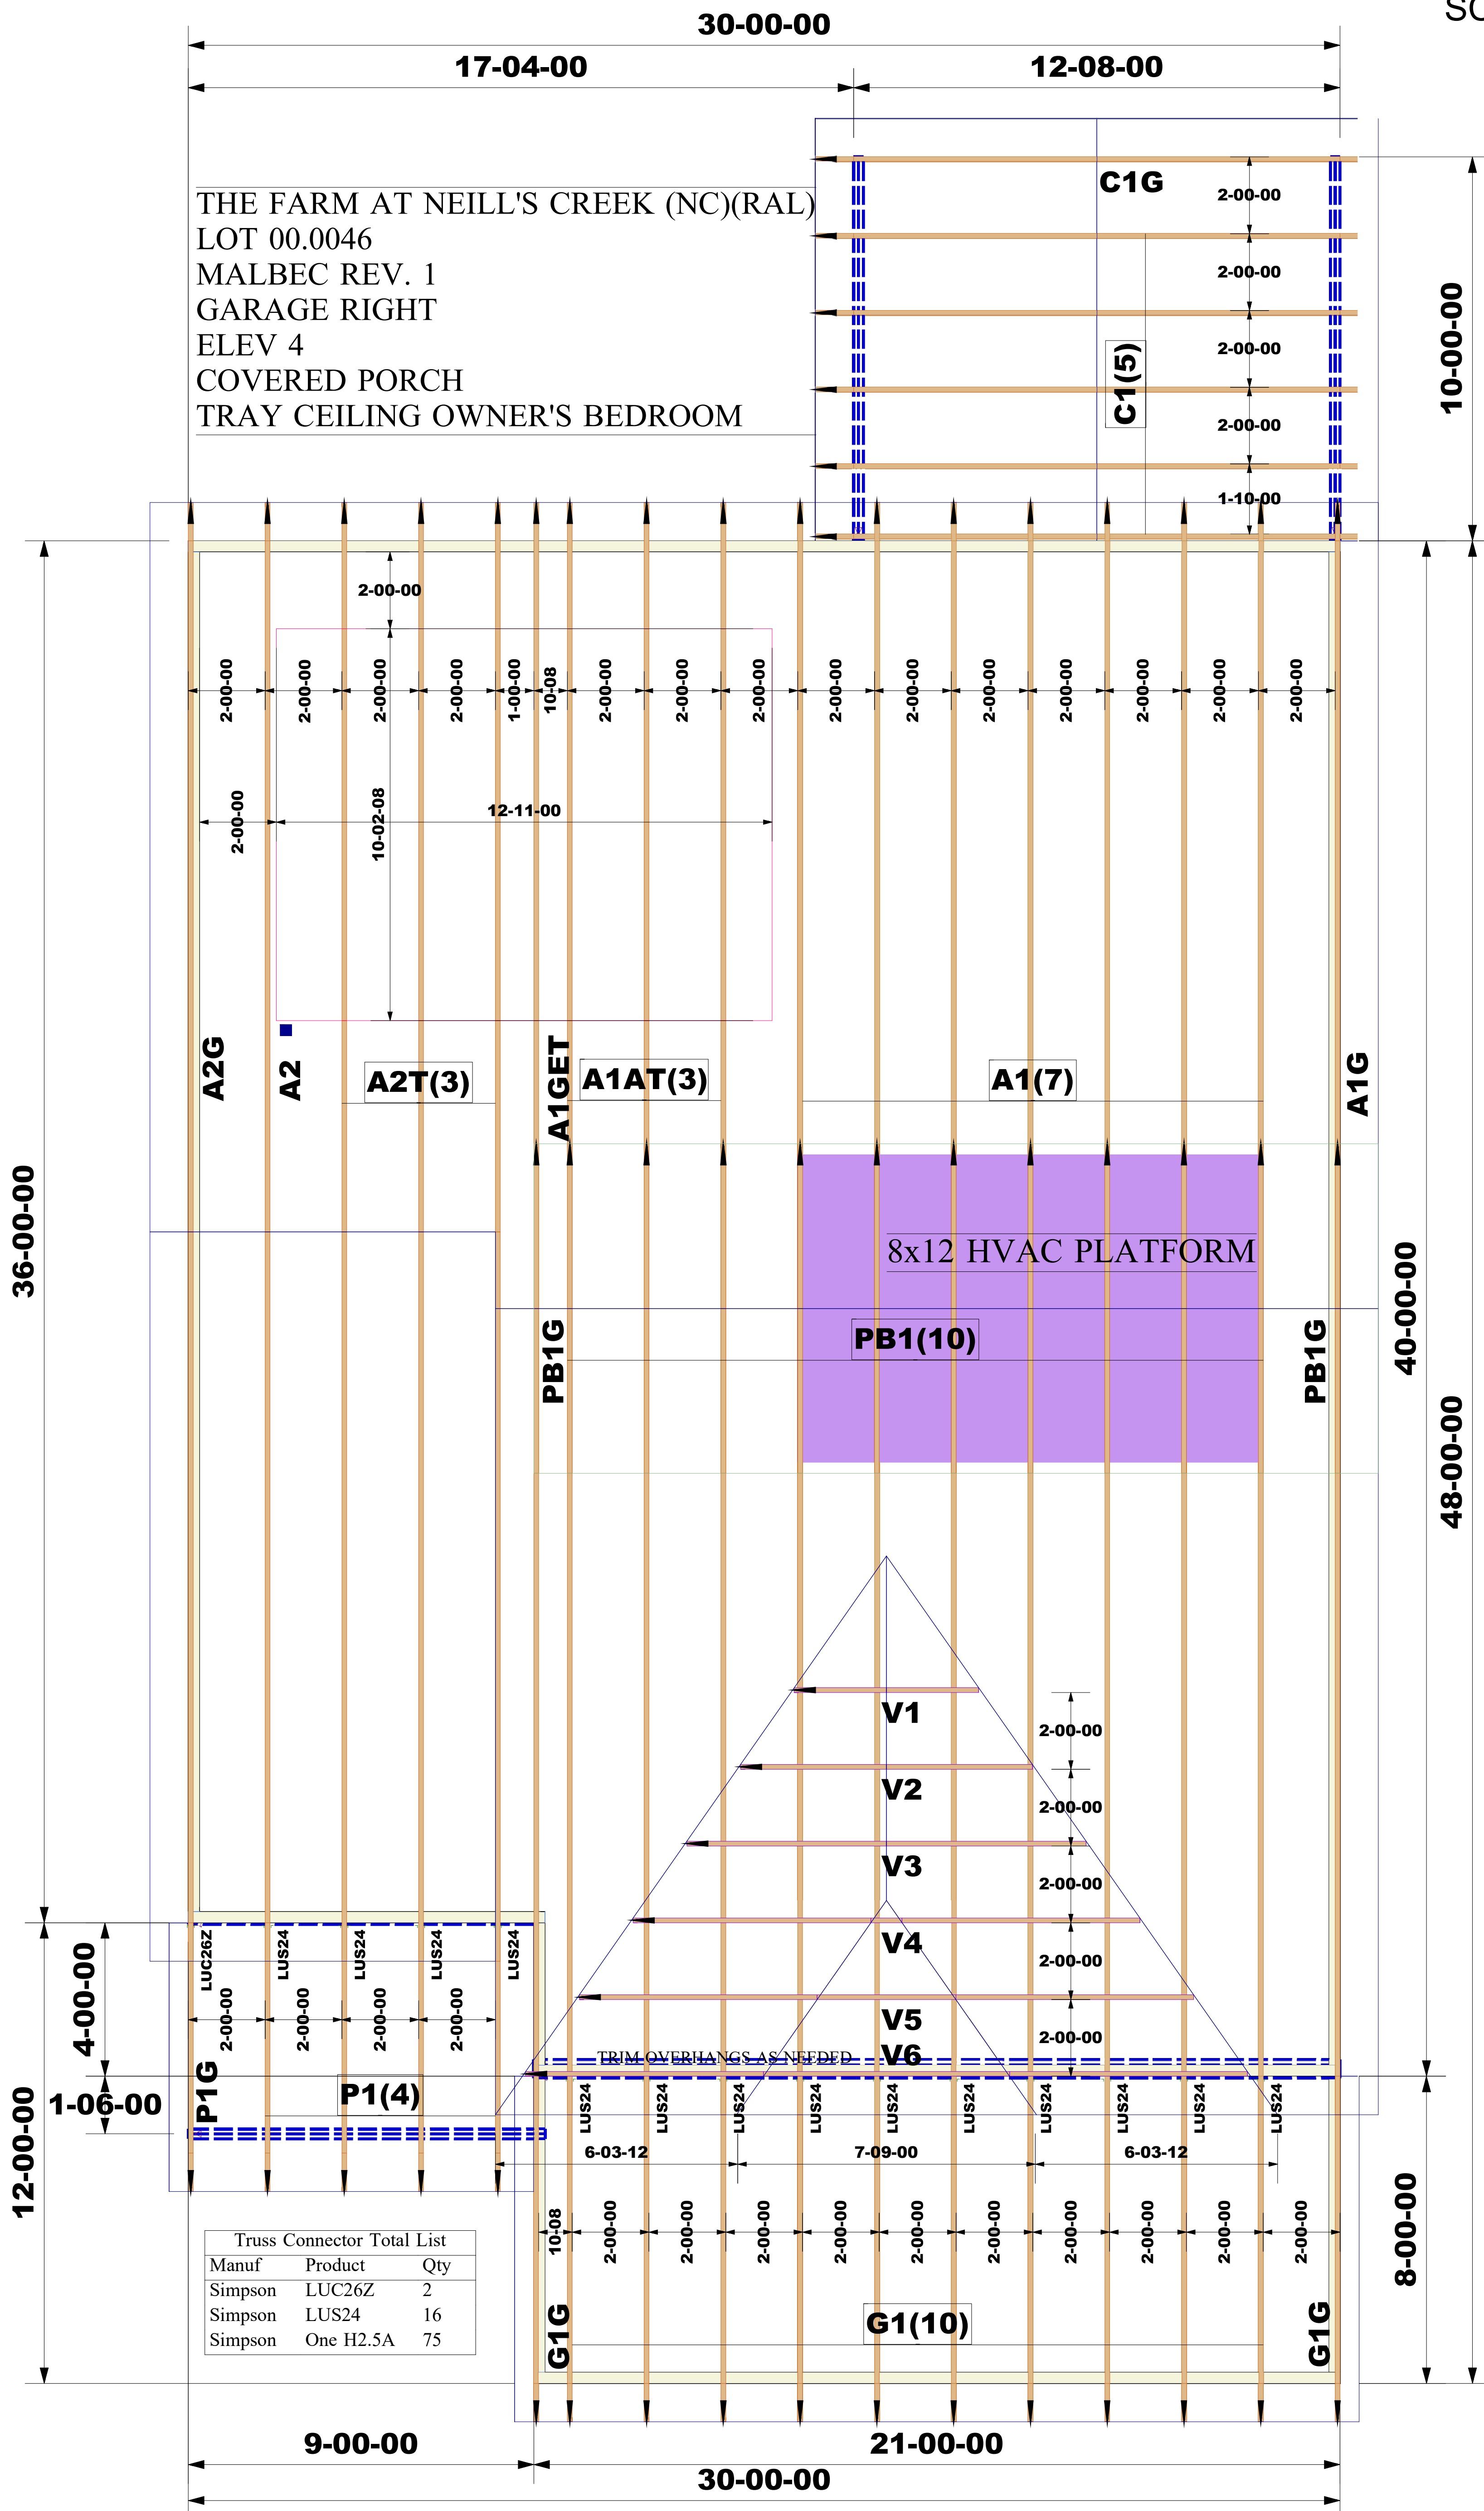 SC
30-00-00
17-04-00
12-08-00
THE FARM AT NEILL'S CREEK (NC)(RAL)
LOT 00.0046
MALBEC REV. 1
GARAGE RIGHT
ELEV 4
COVERED PORCH
TRAY CEILING OWNER'S BEDROOM
C1G
2-00-00
2-00-00
2-00-00
2-00-00
1-10-00
C1(5)
10-00-00
2-00-00
2-00-00
2-00-00
2-00-00
2-00-00
1-00-00
10-08
2-00-00
2-00-00
2-00-00
2-00-00
2-00-00
2-00-00
2-00-00
2-00-00
2-00-00
2-00-00
2-00-00
10-02-08
12-11-00
A2G
A2
A2T(3)
A1GET
A1AT(3)
A1(7)
A1G
36-00-00
8x12 HVAC PLATFORM
PB1G
PB1(10)
PB1G
40-00-00
48-00-00
V1
2-00-00
V2
2-00-00
V3
2-00-00
V4
2-00-00
V5
2-00-00
TRIM OVERHANGS AS NEEDED
V6
LUC26Z
LUS24
LUS24
LUS24
LUS24
2-00-00
2-00-00
2-00-00
2-00-00
4-00-00
1-06-00
12-00-00
P1G
P1(4)
LUS24
LUS24
LUS24
LUS24
LUS24
LUS24
LUS24
LUS24
LUS24
LUS24
6-03-12
7-09-00
6-03-12
10-08
2-00-00
2-00-00
2-00-00
2-00-00
2-00-00
2-00-00
2-00-00
2-00-00
2-00-00
2-00-00
8-00-00
Truss Connector Total List
Manuf Product Qty
Simpson LUC26Z 2
Simpson LUS24 16
Simpson One H2.5A 75
G1G
G1(10)
G1G
9-00-00
21-00-00
30-00-00